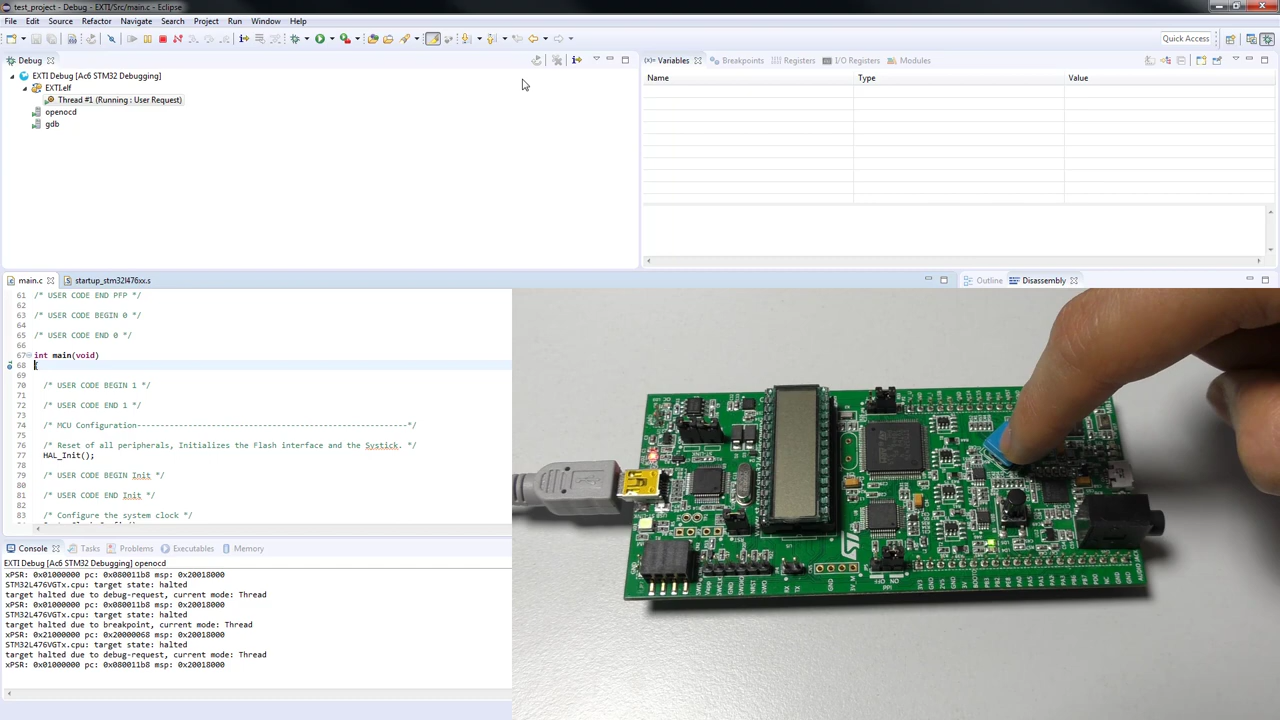 test_project - Debug - EXTI/Src/main.c - Eclipse
File Edit Source Refactor Navigate Search Project Run Window Help
Quick Access
Debug
EXTI Debug [Ac6 STM32 Debugging]
EXTI.elf
Thread #1 (Running : User Request)
openocd
gdb
(x)= Variables Breakpoints Registers I/O Registers Modules
Name Type Value
main.c startup_stm32l476xx.s
Outline Disassembly
61 /* USER CODE END PFP */
62
63 /* USER CODE BEGIN 0 */
64
65 /* USER CODE END 0 */
66
67 int main(void)
68 {
69
70 /* USER CODE BEGIN 1 */
71
72 /* USER CODE END 1 */
73
74 /* MCU Configuration----------------------------------------------------------*/
75
76 /* Reset of all peripherals, Initializes the Flash interface and the Systick. */
77 HAL_Init();
78
79 /* USER CODE BEGIN Init */
80
81 /* USER CODE END Init */
82
83 /* Configure the system clock */
Console Tasks Problems Executables Memory
EXTI Debug [Ac6 STM32 Debugging] openocd
xPSR: 0x01000000 pc: 0x080011b8 msp: 0x20018000
STM32L476VGTx.cpu: target state: halted
target halted due to debug-request, current mode: Thread
xPSR: 0x01000000 pc: 0x080011b8 msp: 0x20018000
STM32L476VGTx.cpu: target state: halted
target halted due to breakpoint, current mode: Thread
xPSR: 0x21000000 pc: 0x20000068 msp: 0x20018000
STM32L476VGTx.cpu: target state: halted
target halted due to debug-request, current mode: Thread
xPSR: 0x01000000 pc: 0x080011b8 msp: 0x20018000